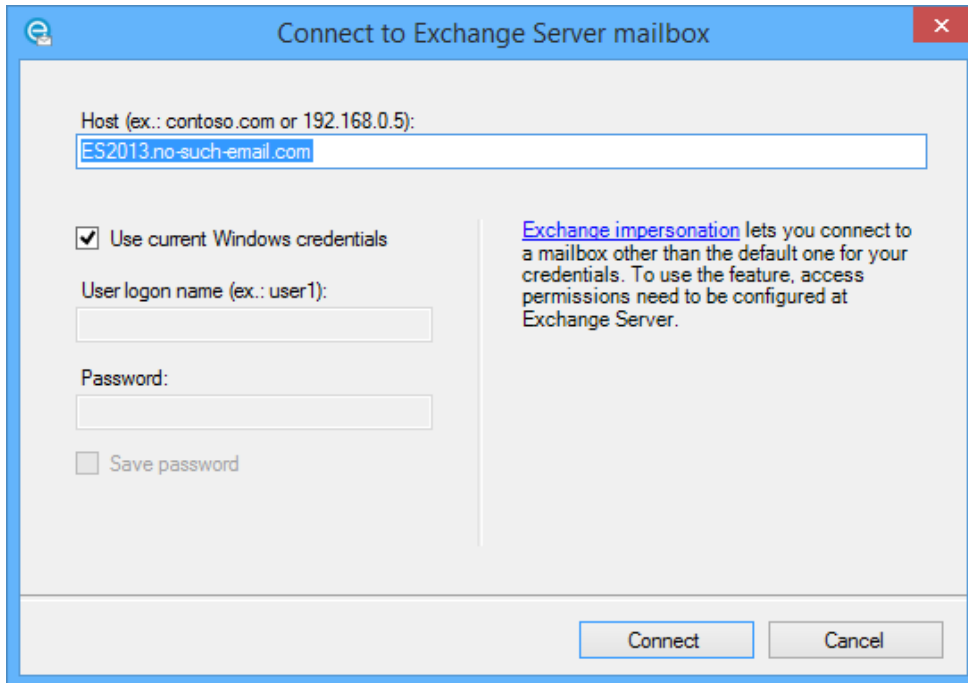 Connect to Exchange Server mailbox
Host (ex.: contoso.com or 192.168.0.5):
ES2013.no-such-email.com
Use current Windows credentials
User logon name (ex.: user1):
Password:
Save password
Exchange impersonation lets you connect to
a mailbox other than the default one for your
credentials. To use the feature, access
permissions need to be configured at
Exchange Server.
Connect
Cancel